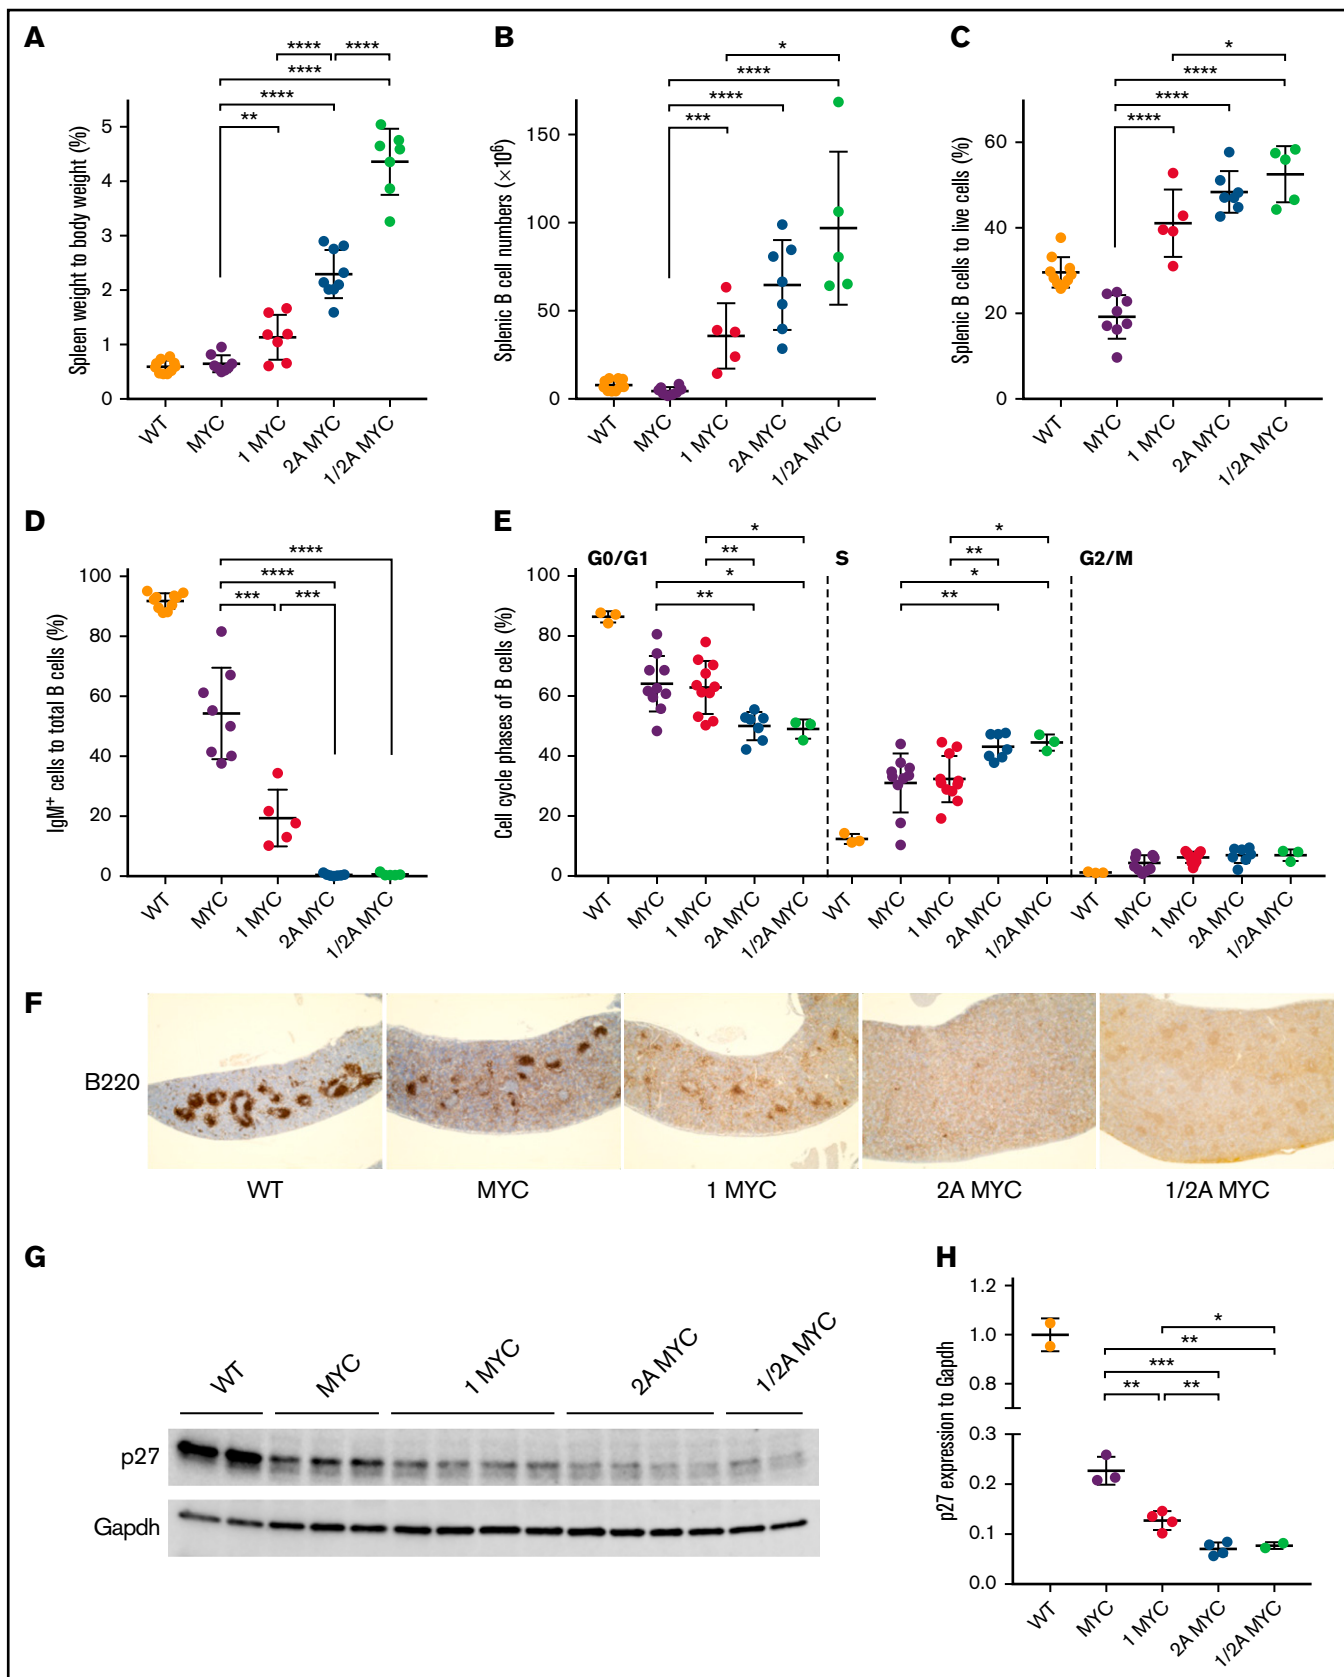 A
Spleen weight to body weight (%)
**** ****
****
****
**
5
4
3
2
1
0
WT MYC 1 MYC 2A MYC 1/2A MYC
B
Splenic B cell numbers (×10⁶)
*
****
****
***
150
100
50
0
WT MYC 1 MYC 2A MYC 1/2A MYC
C
Splenic B cells to live cells (%)
*
****
****
****
60
40
20
0
WT MYC 1 MYC 2A MYC 1/2A MYC
D
IgM⁺ cells to total B cells (%)
****
****
*** ***
100
80
60
40
20
0
WT MYC 1 MYC 2A MYC 1/2A MYC
E
Cell cycle phases of B cells (%)
G0/G1 S G2/M
* *
** **
* *
** **
100
80
60
40
20
0
WT MYC 1 MYC 2A MYC 1/2A MYC WT MYC 1 MYC 2A MYC 1/2A MYC WT MYC 1 MYC 2A MYC 1/2A MYC
F
B220
WT MYC 1 MYC 2A MYC 1/2A MYC
G
WT MYC 1 MYC 2A MYC 1/2A MYC
p27
Gapdh
H
p27 expression to Gapdh
*
**
***
** **
1.2
1.0
0.8
0.3
0.2
0.1
0.0
WT MYC 1 MYC 2A MYC 1/2A MYC